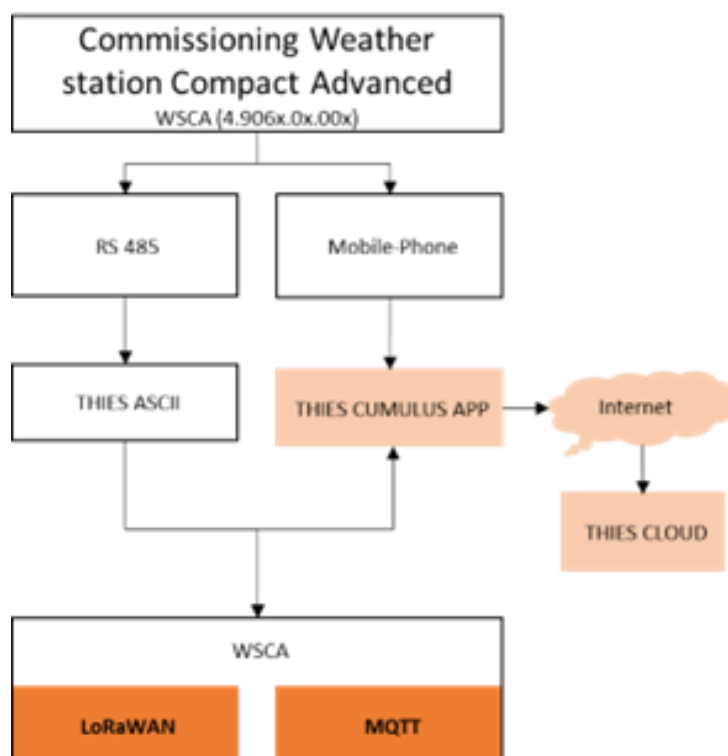 Commissioning Weather
station Compact Advanced
WSCA (4.906x.0x.00x)
RS 485
Mobile-Phone
THIES ASCII
THIES CUMULUS APP
Internet
THIES CLOUD
WSCA
LoRaWAN
MQTT